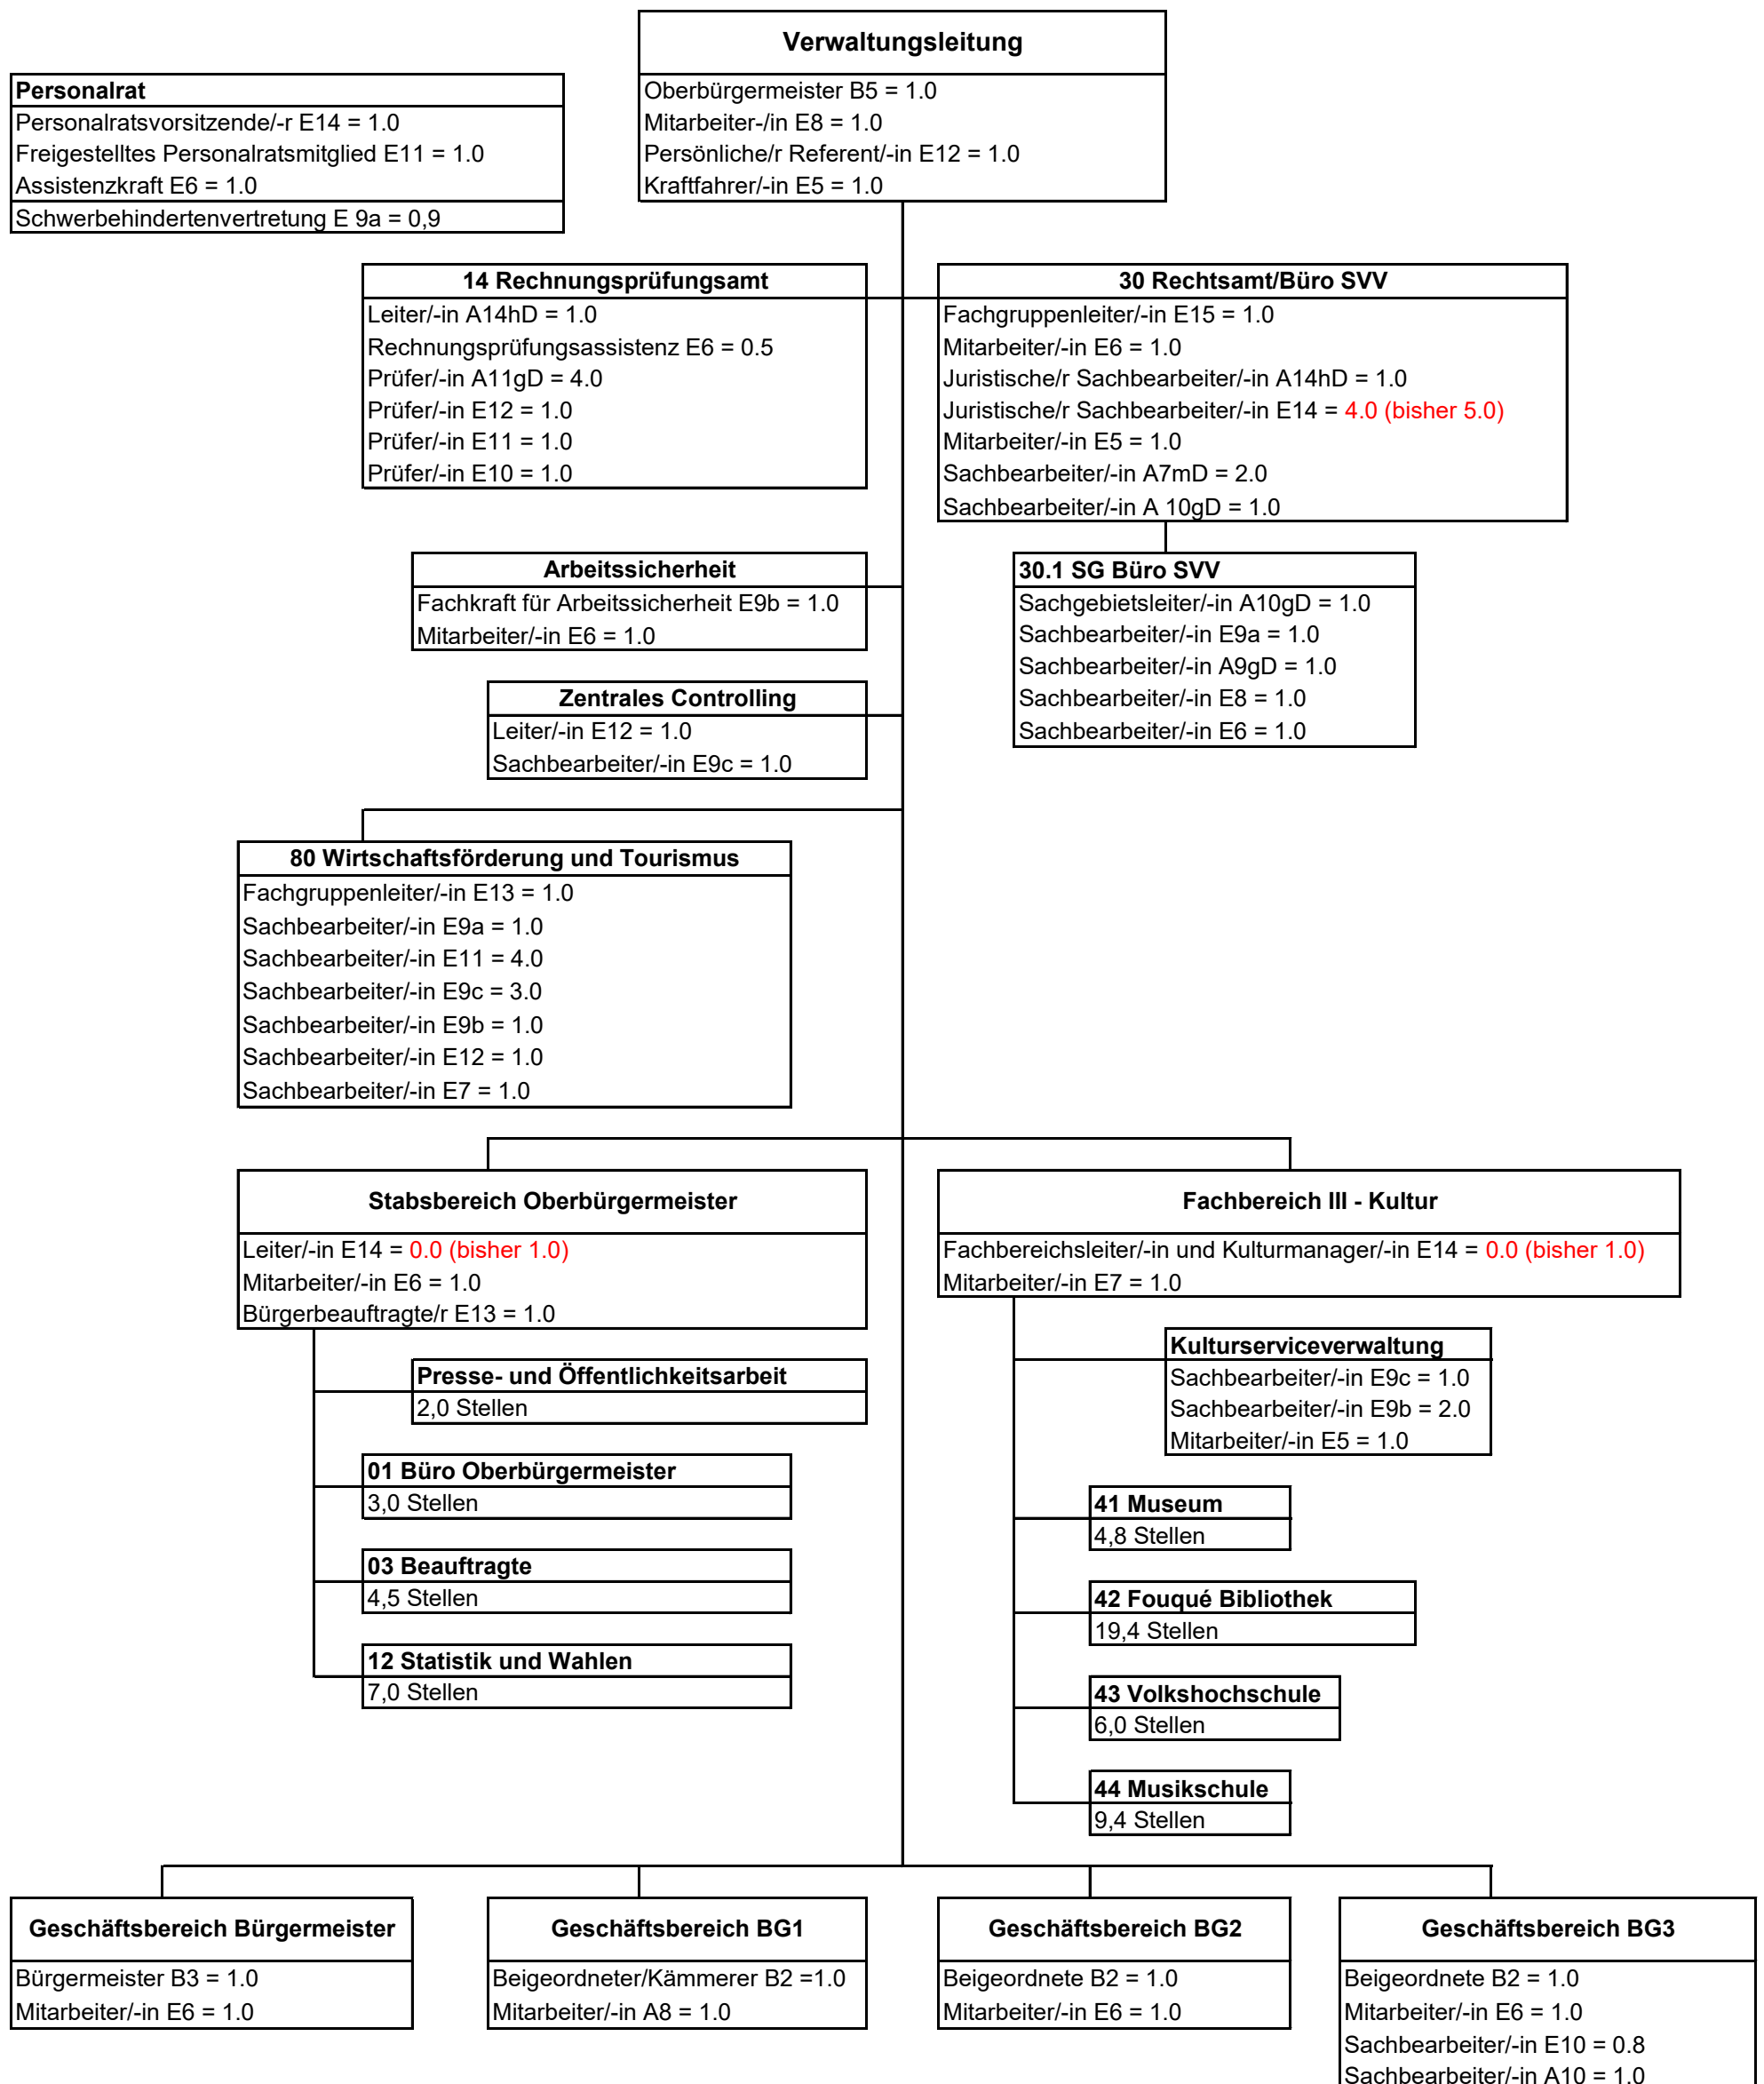 Verwaltungsleitung
Oberbürgermeister B5 = 1.0
Mitarbeiter-/in E8 = 1.0
Persönliche/r Referent/-in E12 = 1.0
Kraftfahrer/-in E5 = 1.0
Personalrat
Personalratsvorsitzende/-r E14 = 1.0
Freigestelltes Personalratsmitglied E11 = 1.0
Assistenzkraft E6 = 1.0
Schwerbehindertenvertretung E 9a = 0,9
14 Rechnungsprüfungsamt
Leiter/-in A14hD = 1.0
Rechnungsprüfungsassistenz E6 = 0.5
Prüfer/-in A11gD = 4.0
Prüfer/-in E12 = 1.0
Prüfer/-in E11 = 1.0
Prüfer/-in E10 = 1.0
30 Rechtsamt/Büro SVV
Fachgruppenleiter/-in E15 = 1.0
Mitarbeiter/-in E6 = 1.0
Juristische/r Sachbearbeiter/-in A14hD = 1.0
Juristische/r Sachbearbeiter/-in E14 = 4.0 (bisher 5.0)
Mitarbeiter/-in E5 = 1.0
Sachbearbeiter/-in A7mD = 2.0
Sachbearbeiter/-in A 10gD = 1.0
Arbeitssicherheit
Fachkraft für Arbeitssicherheit E9b = 1.0
Mitarbeiter/-in E6 = 1.0
30.1 SG Büro SVV
Sachgebietsleiter/-in A10gD = 1.0
Sachbearbeiter/-in E9a = 1.0
Sachbearbeiter/-in A9gD = 1.0
Sachbearbeiter/-in E8 = 1.0
Sachbearbeiter/-in E6 = 1.0
Zentrales Controlling
Leiter/-in E12 = 1.0
Sachbearbeiter/-in E9c = 1.0
80 Wirtschaftsförderung und Tourismus
Fachgruppenleiter/-in E13 = 1.0
Sachbearbeiter/-in E9a = 1.0
Sachbearbeiter/-in E11 = 4.0
Sachbearbeiter/-in E9c = 3.0
Sachbearbeiter/-in E9b = 1.0
Sachbearbeiter/-in E12 = 1.0
Sachbearbeiter/-in E7 = 1.0
Stabsbereich Oberbürgermeister
Leiter/-in E14 = 0.0 (bisher 1.0)
Mitarbeiter/-in E6 = 1.0
Bürgerbeauftragte/r E13 = 1.0
Presse- und Öffentlichkeitsarbeit
2,0 Stellen
01 Büro Oberbürgermeister
3,0 Stellen
03 Beauftragte
4,5 Stellen
12 Statistik und Wahlen
7,0 Stellen
Fachbereich III - Kultur
Fachbereichsleiter/-in und Kulturmanager/-in E14 = 0.0 (bisher 1.0)
Mitarbeiter/-in E7 = 1.0
Kulturserviceverwaltung
Sachbearbeiter/-in E9c = 1.0
Sachbearbeiter/-in E9b = 2.0
Mitarbeiter/-in E5 = 1.0
41 Museum
4,8 Stellen
42 Fouqué Bibliothek
19,4 Stellen
43 Volkshochschule
6,0 Stellen
44 Musikschule
9,4 Stellen
Geschäftsbereich Bürgermeister
Bürgermeister B3 = 1.0
Mitarbeiter/-in E6 = 1.0
Geschäftsbereich BG1
Beigeordneter/Kämmerer B2 =1.0
Mitarbeiter/-in A8 = 1.0
Geschäftsbereich BG2
Beigeordnete B2 = 1.0
Mitarbeiter/-in E6 = 1.0
Geschäftsbereich BG3
Beigeordnete B2 = 1.0
Mitarbeiter/-in E6 = 1.0
Sachbearbeiter/-in E10 = 0.8
Sachbearbeiter/-in A10 = 1.0